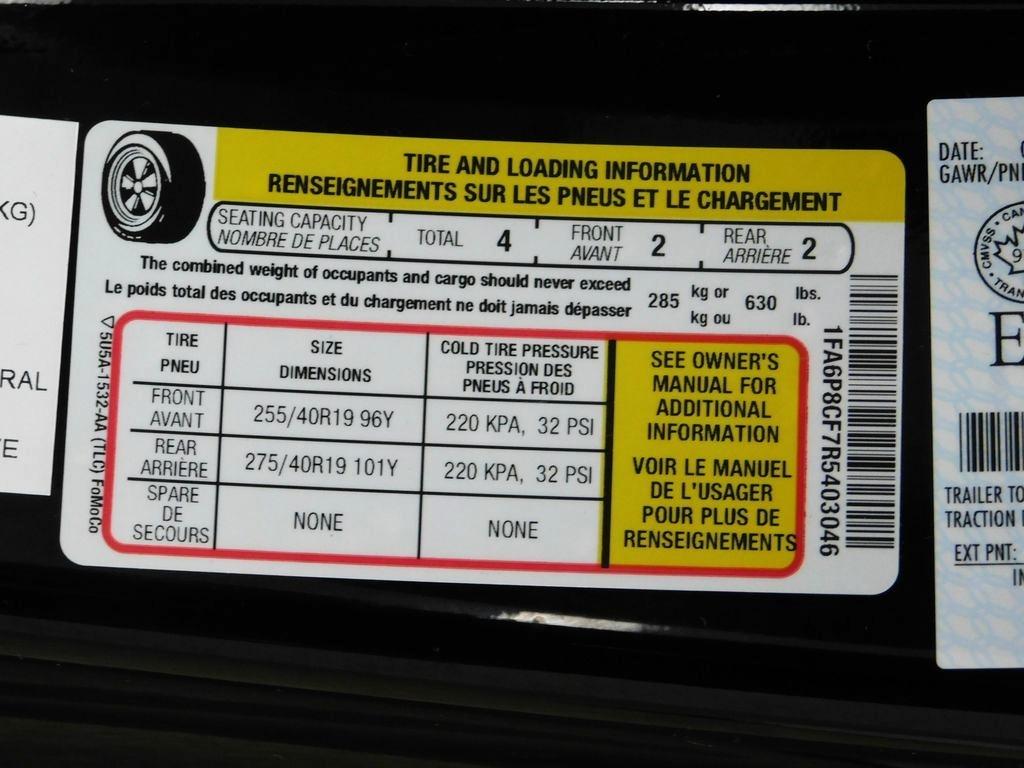 KG)
RAL
E
TIRE AND LOADING INFORMATION
RENSEIGNEMENTS SUR LES PNEUS ET LE CHARGEMENT
SEATING CAPACITY
NOMBRE DE PLACES
TOTAL 4
FRONT
AVANT 2
REAR
ARRIÈRE 2
The combined weight of occupants and cargo should never exceed
Le poids total des occupants et du chargement ne doit jamais dépasser
285 kg or 630 lbs.
kg ou lb.
TIRE
PNEU
SIZE
DIMENSIONS
COLD TIRE PRESSURE
PRESSION DES
PNEUS À FROID
FRONT
AVANT
255/40R19 96Y
220 KPA, 32 PSI
REAR
ARRIÈRE
275/40R19 101Y
220 KPA, 32 PSI
SPARE
DE
SECOURS
NONE
NONE
SEE OWNER'S
MANUAL FOR
ADDITIONAL
INFORMATION
VOIR LE MANUEL
DE L'USAGER
POUR PLUS DE
RENSEIGNEMENTS
5U5A-1532-AA (TLC) FoMoCo
1FA6P8CF7R5403046
DATE:
GAWR/PNB
CMVSS
TRAILER TO
TRACTION
EXT PNT: